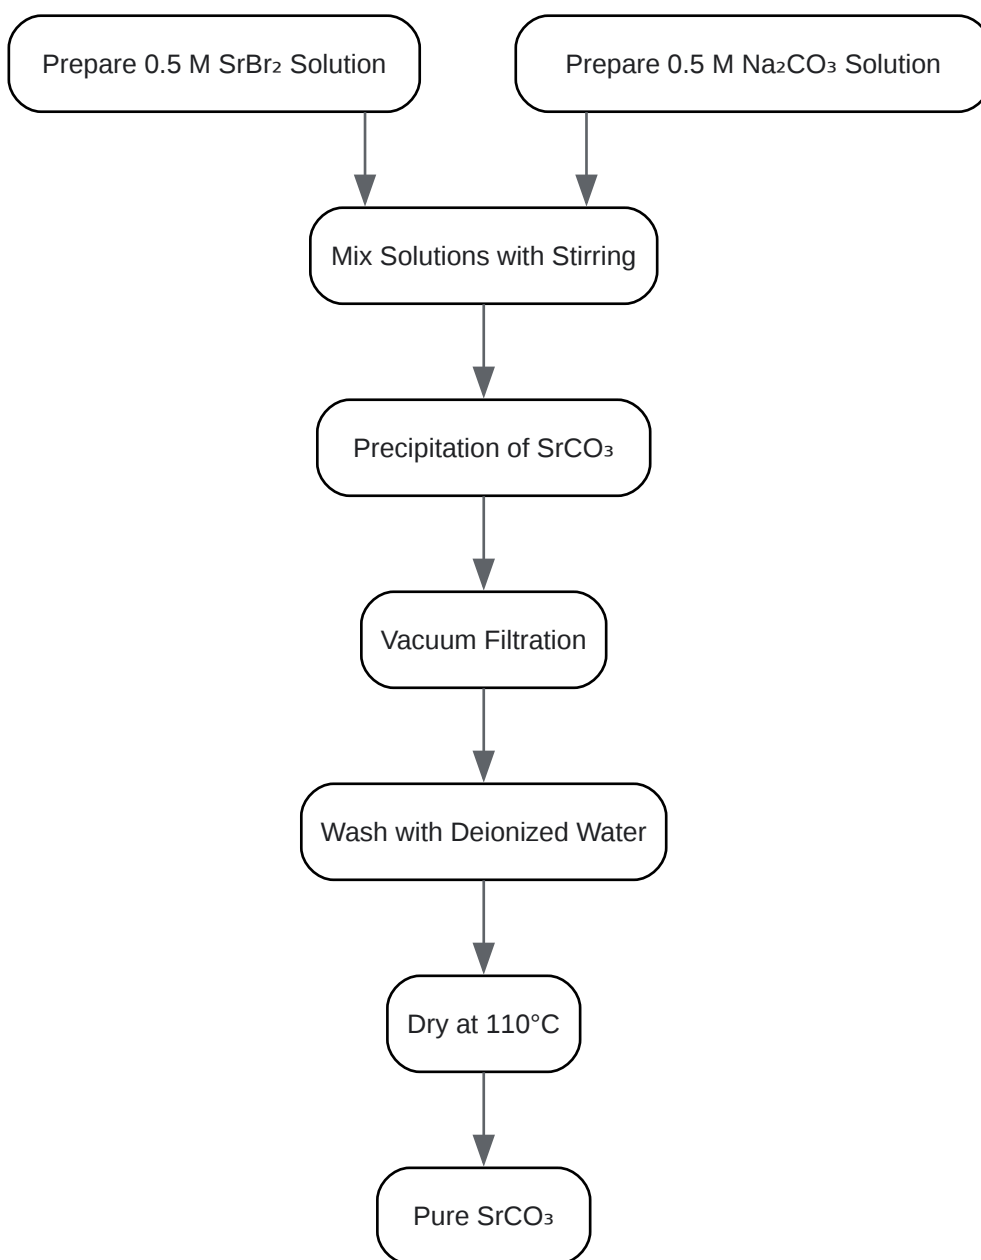 Prepare 0.5 M SrBr₂ Solution
Prepare 0.5 M Na₂CO₃ Solution
Mix Solutions with Stirring
Precipitation of SrCO₃
Vacuum Filtration
Wash with Deionized Water
Dry at 110°C
Pure SrCO₃